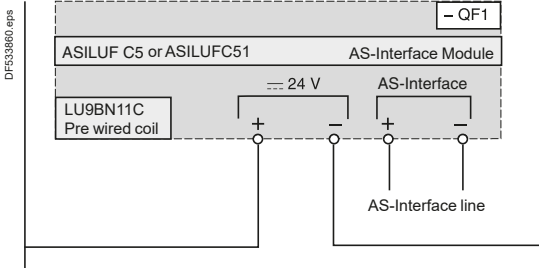 DF533860.eps
– QF1
ASILUF C5 or ASILUFC51
AS-Interface Module
24 V
AS-Interface
LU9BN11C
Pre wired coil
+
–
+
–
AS-Interface line